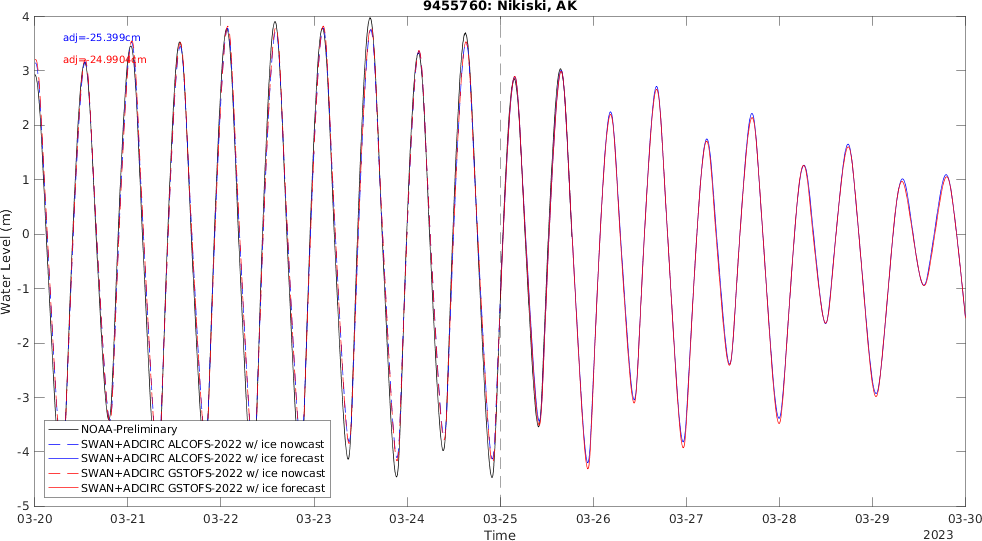 9455760: Nikiski, AK
adj=-25.399cm
adj=-24.9904cm
Water Level (m)
4
3
2
1
0
-1
-2
-3
-4
-5
NOAA-Preliminary
SWAN+ADCIRC ALCOFS-2022 w/ ice nowcast
SWAN+ADCIRC ALCOFS-2022 w/ ice forecast
SWAN+ADCIRC GSTOFS-2022 w/ ice nowcast
SWAN+ADCIRC GSTOFS-2022 w/ ice forecast
03-20 03-21 03-22 03-23 03-24 03-25 03-26 03-27 03-28 03-29 03-30
Time
2023